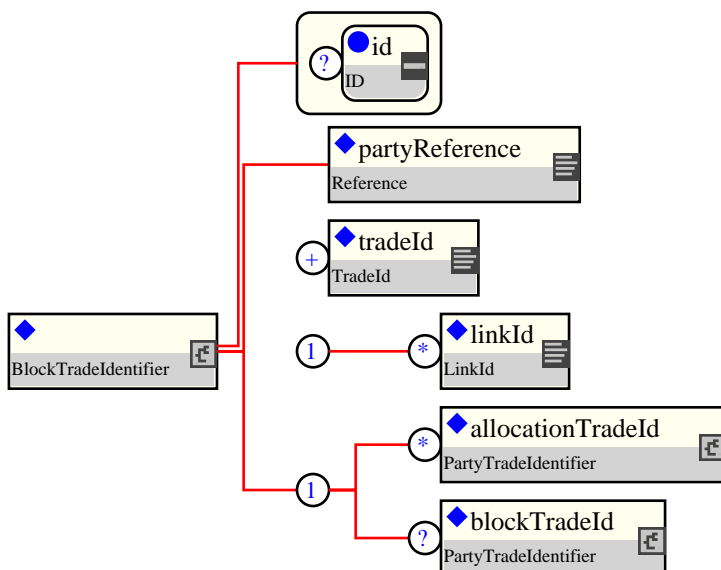 id
?
ID
partyReference
Reference
tradeId
+
TradeId
BlockTradeIdentifier
linkId
1
*
LinkId
allocationTradeId
*
PartyTradeIdentifier
1
blockTradeId
?
PartyTradeIdentifier